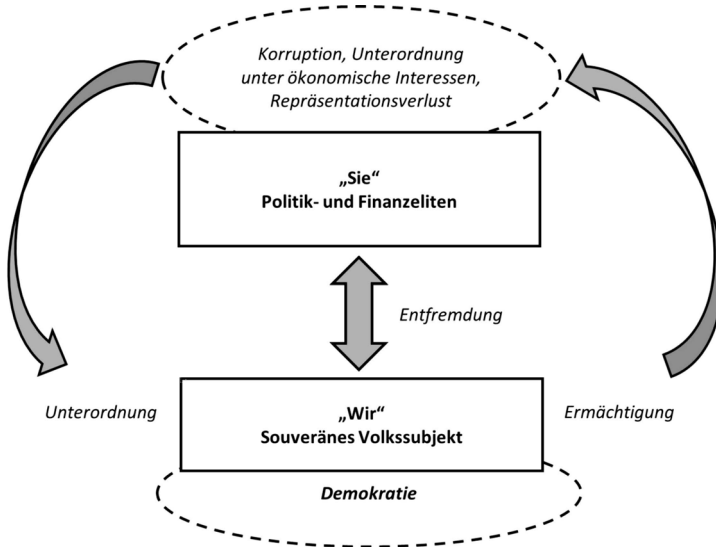 Korruption, Unterordnung
unter ökonomische Interessen,
Repräsentationsverlust
„Sie“
Politik- und Finanzeliten
Entfremdung
Unterordnung
„Wir“
Souveränes Volkssubjekt
Ermächtigung
Demokratie